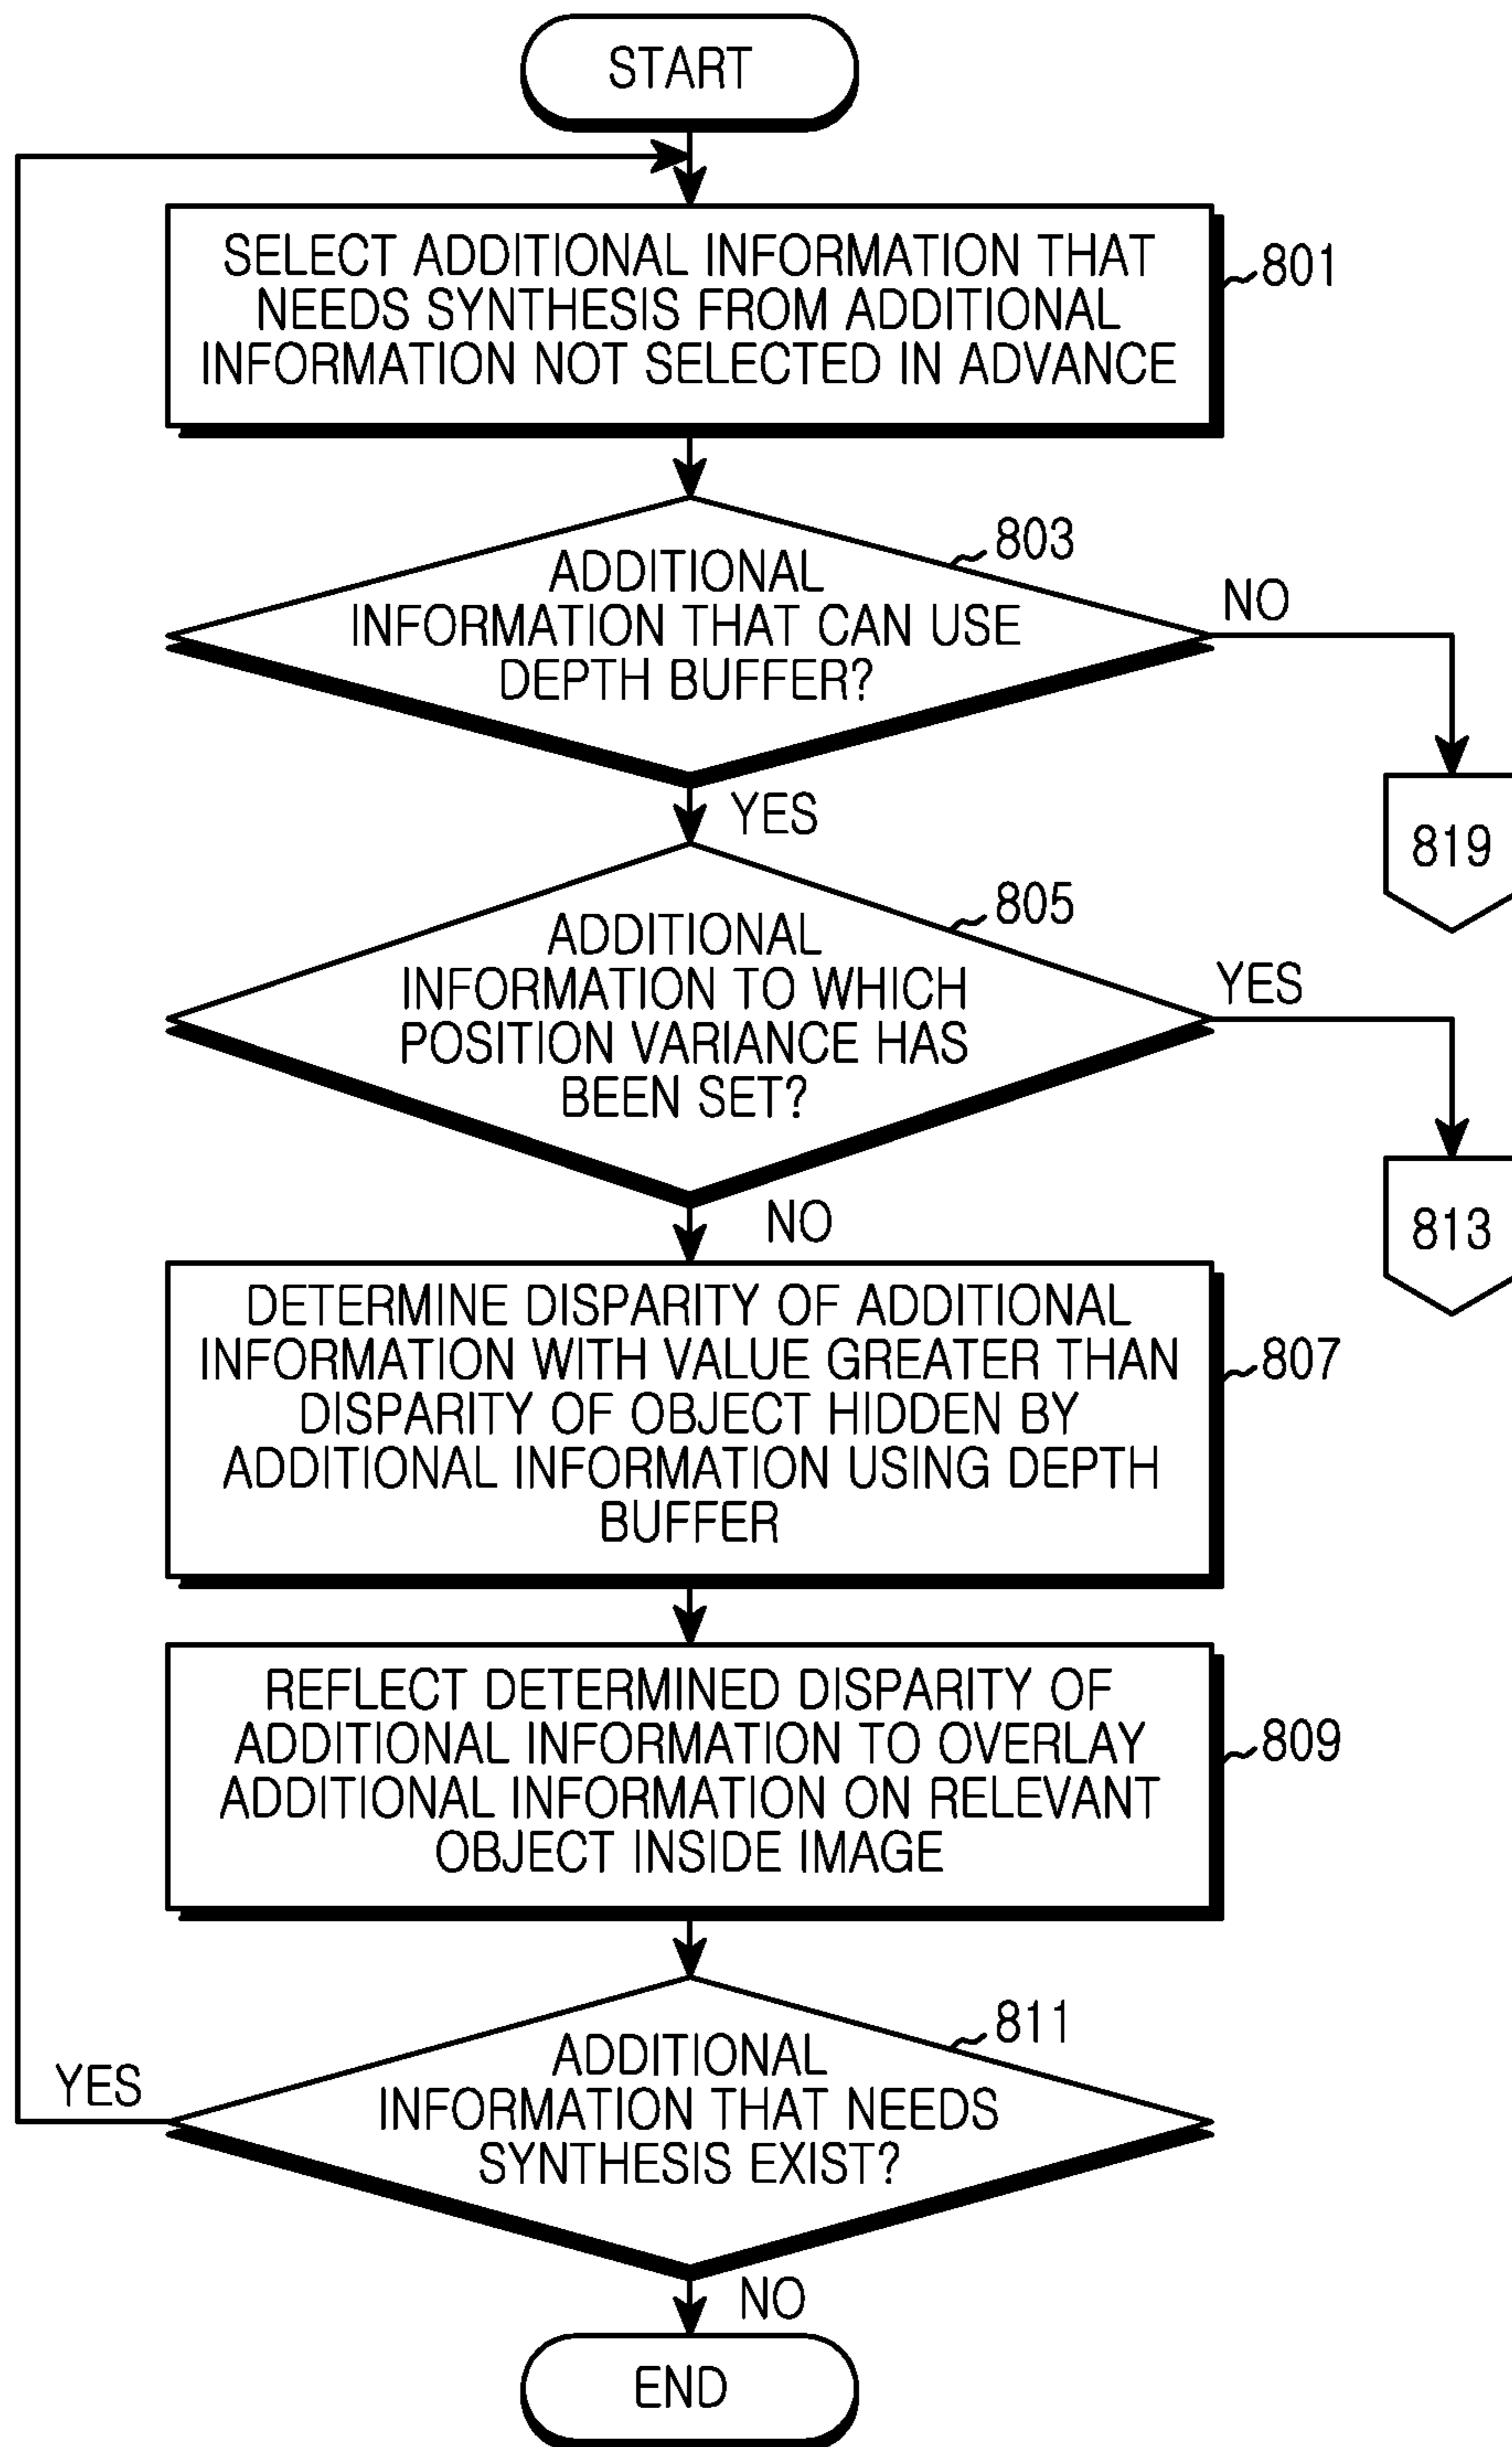 START
SELECT ADDITIONAL INFORMATION THAT
NEEDS SYNTHESIS FROM ADDITIONAL
INFORMATION NOT SELECTED IN ADVANCE
801
ADDITIONAL
INFORMATION THAT CAN USE
DEPTH BUFFER?
803
NO
819
YES
ADDITIONAL
INFORMATION TO WHICH
POSITION VARIANCE HAS
BEEN SET?
805
YES
813
NO
DETERMINE DISPARITY OF ADDITIONAL
INFORMATION WITH VALUE GREATER THAN
DISPARITY OF OBJECT HIDDEN BY
ADDITIONAL INFORMATION USING DEPTH
BUFFER
807
REFLECT DETERMINED DISPARITY OF
ADDITIONAL INFORMATION TO OVERLAY
ADDITIONAL INFORMATION ON RELEVANT
OBJECT INSIDE IMAGE
809
ADDITIONAL
INFORMATION THAT NEEDS
SYNTHESIS EXIST?
811
YES
NO
END